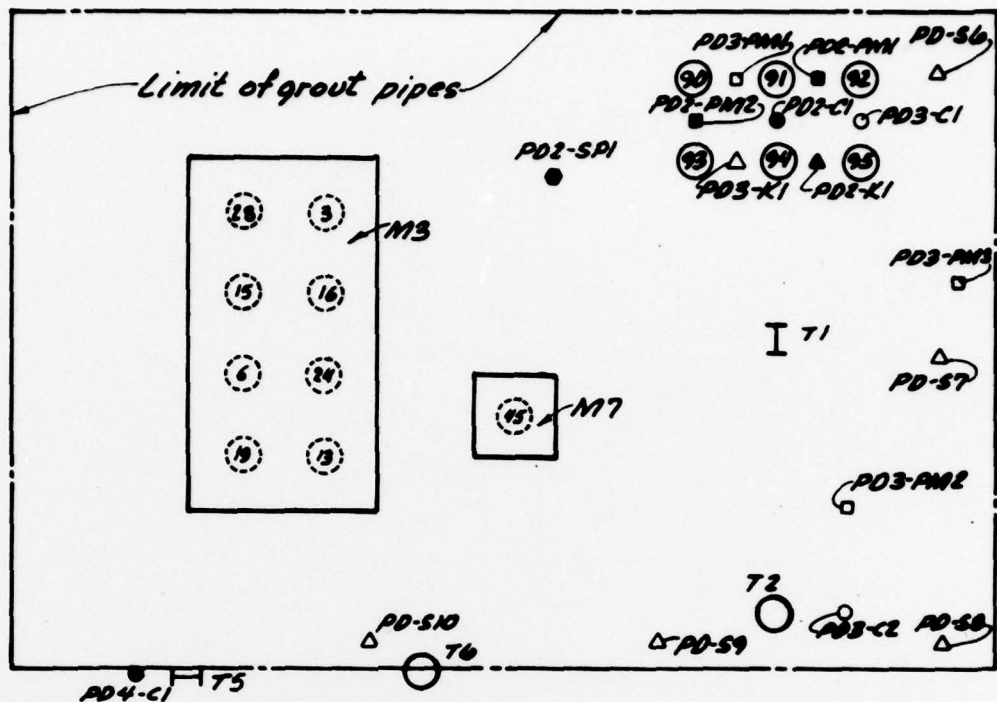 PD3-PM1 PD2-PM1 PD-S6
Limit of grout pipes
90 91 92
PD2-PM2 PD2-C1 PD3-C1
PD2-SP1
93 94 95
PD3-K1 PD2-K1
28 3 M3
PD3-PM3
15 16
T1
PD-S7
6 24
45 M7
19 13
PD3-PM2
T2
PD-S10 PD-S9 PD3-C2 PD-S8
T6
PD4-C1 T5